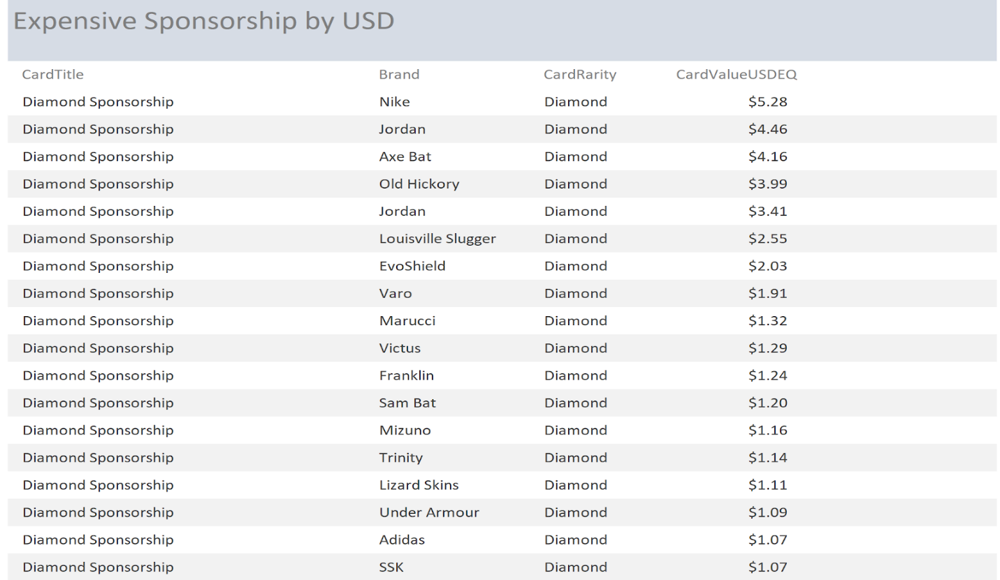 Expensive Sponsorship by USD
CardTitle Brand CardRarity CardValueUSDEQ
Diamond Sponsorship Nike Diamond $5.28
Diamond Sponsorship Jordan Diamond $4.46
Diamond Sponsorship Axe Bat Diamond $4.16
Diamond Sponsorship Old Hickory Diamond $3.99
Diamond Sponsorship Jordan Diamond $3.41
Diamond Sponsorship Louisville Slugger Diamond $2.55
Diamond Sponsorship EvoShield Diamond $2.03
Diamond Sponsorship Varo Diamond $1.91
Diamond Sponsorship Marucci Diamond $1.32
Diamond Sponsorship Victus Diamond $1.29
Diamond Sponsorship Franklin Diamond $1.24
Diamond Sponsorship Sam Bat Diamond $1.20
Diamond Sponsorship Mizuno Diamond $1.16
Diamond Sponsorship Trinity Diamond $1.14
Diamond Sponsorship Lizard Skins Diamond $1.11
Diamond Sponsorship Under Armour Diamond $1.09
Diamond Sponsorship Adidas Diamond $1.07
Diamond Sponsorship SSK Diamond $1.07